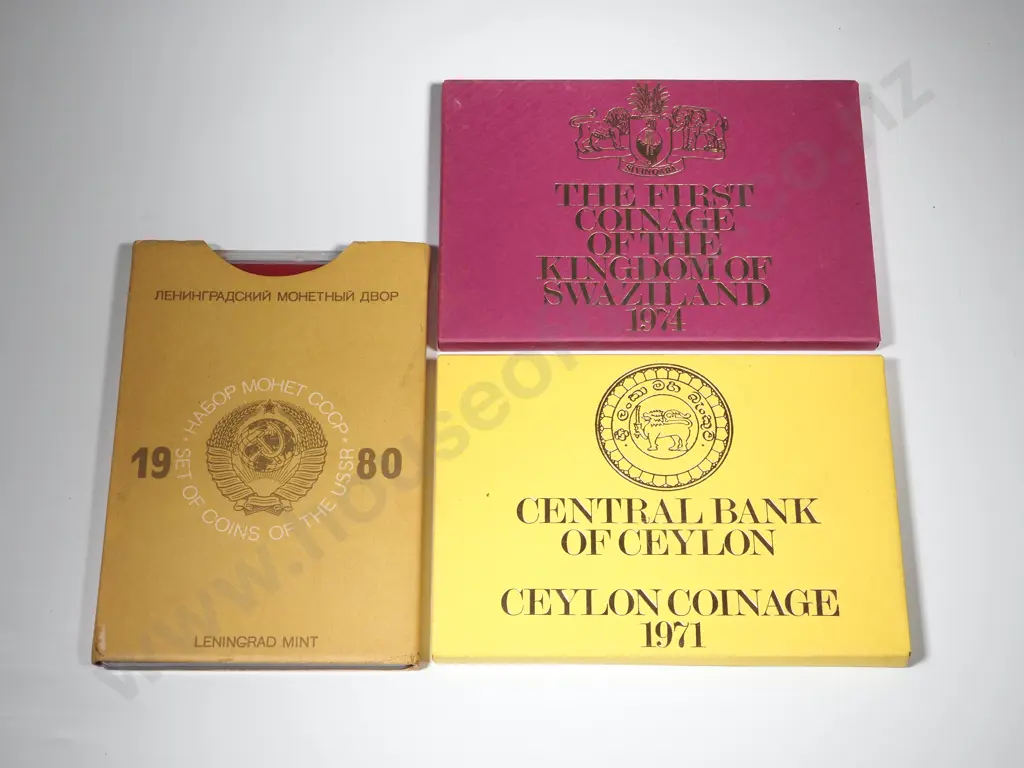 SIYINQABA
THE FIRST
COINAGE
OF THE
KINGDOM OF
SWAZILAND
1974
ЛЕНИНГРАДСКИЙ МОНЕТНЫЙ ДВОР
• НАБОР МОНЕТ СССР •
SET OF COINS OF THE USSR
19 80
LENINGRAD MINT
CENTRAL BANK
OF CEYLON
CEYLON COINAGE
1971